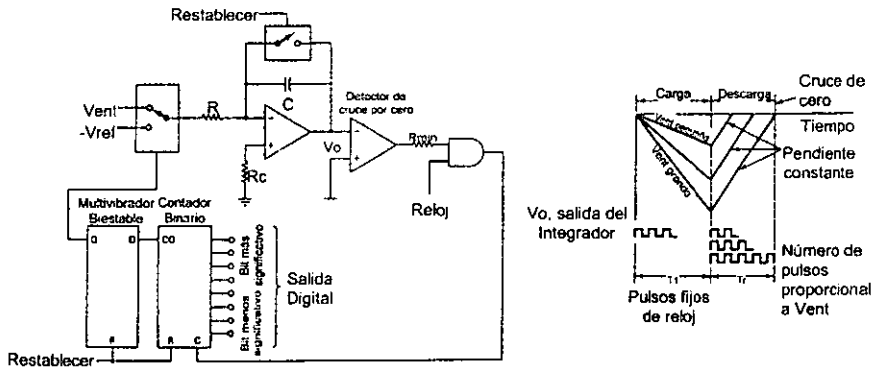 Restablecer
Vent
-Vref
R
C
Detector de
cruce por cero
Vo
Rmin
Rc
Reloj
Multivibrador
Biestable
Contador
Binario
CO
R
R
C
Bit más
significativo
Bit menos
significativo
Salida
Digital
Restablecer
Carga
Descarga
Cruce de
cero
Tiempo
Vent pequeño
Vent grande
Pendiente
constante
Vo, salida del
Integrador
T1
Tr
Pulsos fijos
de reloj
Número de
pulsos
proporcional
a Vent